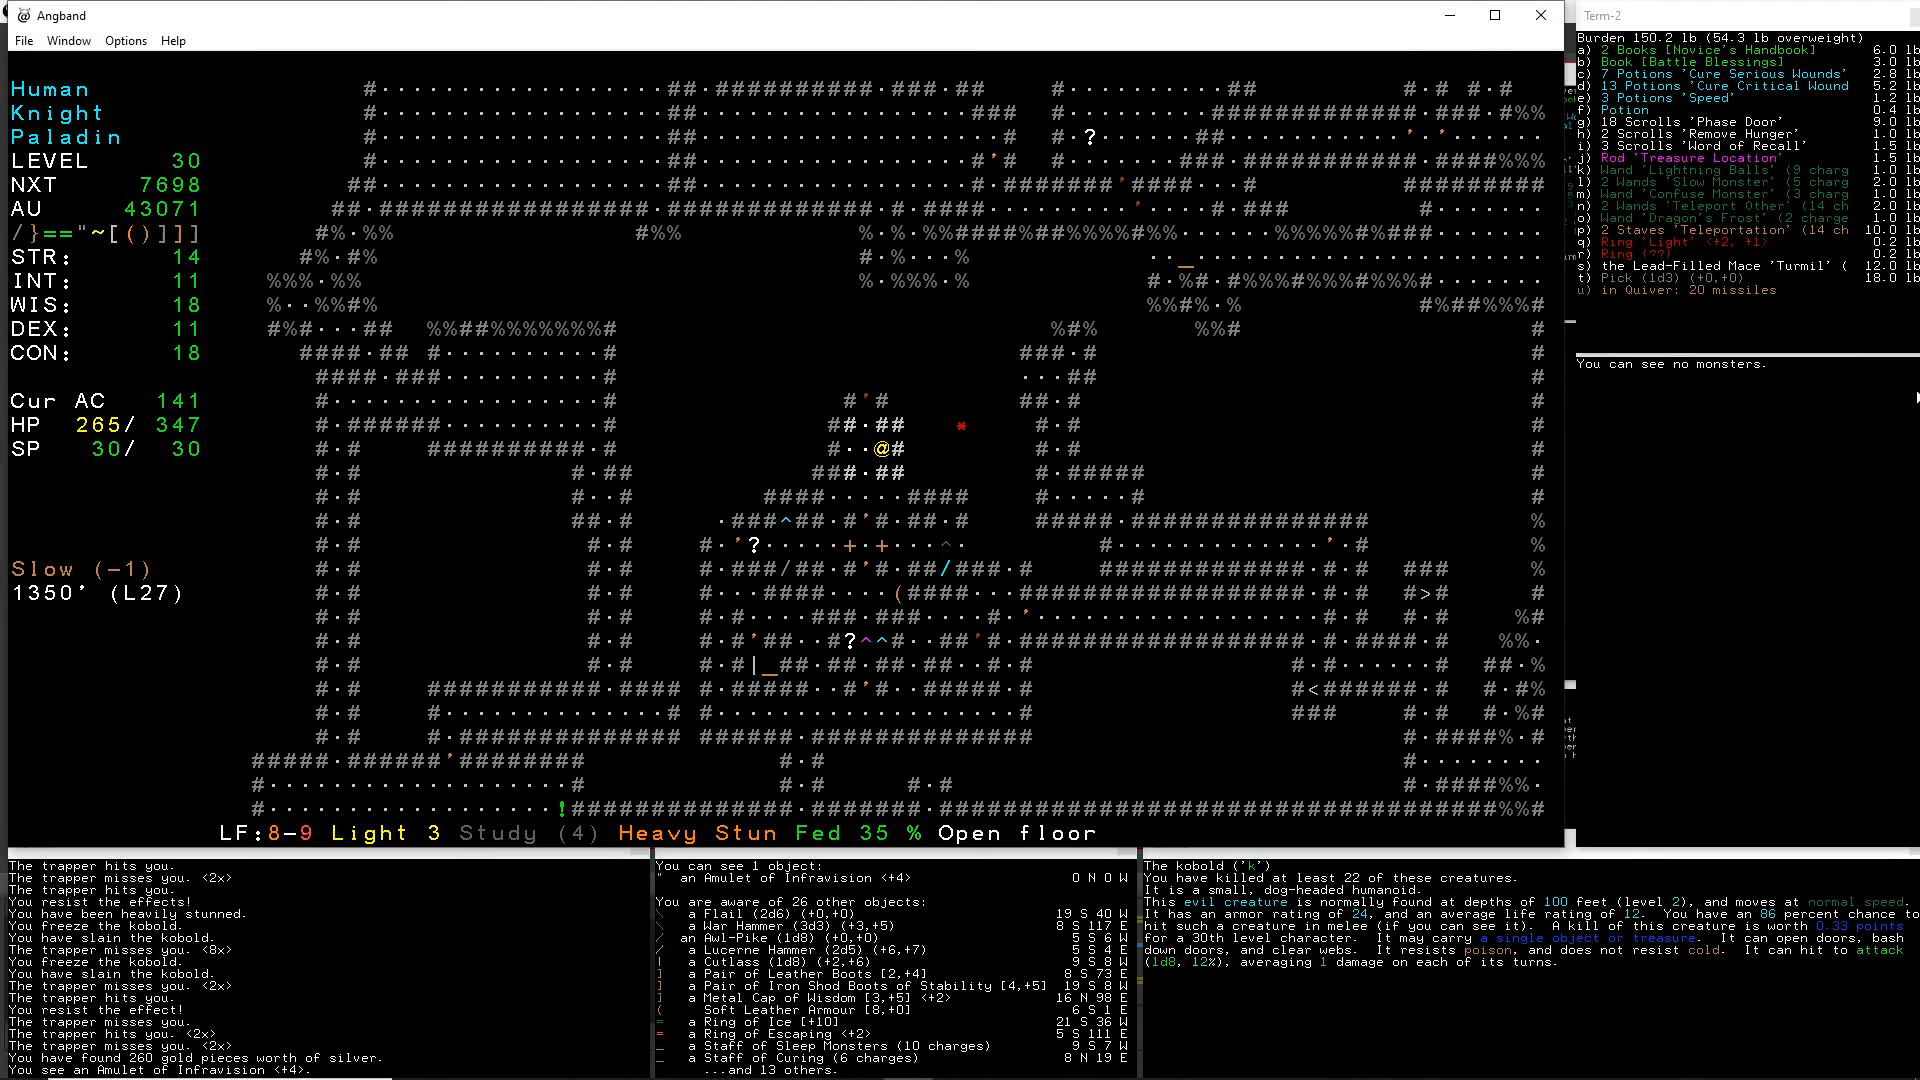 Angband
File Window Options Help
Human
Knight
Paladin
LEVEL 30
NXT 7698
AU 43071
/}=="~[()]]]
STR: 14
INT: 11
WIS: 18
DEX: 11
CON: 18
Cur AC 141
HP 265/ 347
SP 30/ 30
Slow (-1)
1350' (L27)
LF:8-9 Light 3 Study (4) Heavy Stun Fed 35 % Open floor
Term-2
Burden 150.2 lb (54.3 lb overweight)
a) 2 Books [Novice's Handbook] 6.0 lb
b) Book [Battle Blessings] 3.0 lb
c) 7 Potions 'Cure Serious Wounds' 2.8 lb
d) 13 Potions 'Cure Critical Wound 5.2 lb
e) 3 Potions 'Speed' 1.2 lb
f) Potion 0.4 lb
g) 18 Scrolls 'Phase Door' 9.0 lb
h) 2 Scrolls 'Remove Hunger' 1.0 lb
i) 3 Scrolls 'Word of Recall' 1.5 lb
j) Rod 'Treasure Location' 1.5 lb
k) Wand 'Lightning Balls' (9 charg 1.0 lb
l) 2 Wands 'Slow Monster' (5 charg 2.0 lb
m) Wand 'Confuse Monster' (3 charg 1.0 lb
n) 2 Wands 'Teleport Other' (14 ch 2.0 lb
o) Wand 'Dragon's Frost' (2 charge 1.0 lb
p) 2 Staves 'Teleportation' (14 ch 10.0 lb
q) Ring 'Light' <+2, +1> 0.2 lb
r) Ring {??} 0.2 lb
s) the Lead-Filled Mace 'Turmil' ( 12.0 lb
t) Pick (1d3) (+0,+0) 18.0 lb
u) in Quiver: 20 missiles
You can see no monsters.
The trapper hits you.
The trapper misses you. <2x>
The trapper hits you.
You resist the effects!
You have been heavily stunned.
You freeze the kobold.
You have slain the kobold.
The trapper misses you. <8x>
You freeze the kobold.
You have slain the kobold.
The trapper misses you. <2x>
The trapper hits you.
You resist the effect!
The trapper misses you.
The trapper hits you. <2x>
The trapper misses you. <2x>
You have found 260 gold pieces worth of silver.
You see an Amulet of Infravision <+4>.
You can see 1 object:
" an Amulet of Infravision <+4> 0 N 0 W
You are aware of 26 other objects:
\ a Flail (2d6) (+0,+0) 19 S 40 W
\ a War Hammer (3d3) (+3,+5) 8 S 117 E
/ an Awl-Pike (1d8) (+0,+0) 5 S 6 W
/ a Lucerne Hammer (2d5) (+6,+7) 5 S 4 E
| a Cutlass (1d8) (+2,+6) 9 S 8 W
] a Pair of Leather Boots [2,+4] 8 S 73 E
] a Pair of Iron Shod Boots of Stability [4,+5] 19 S 8 W
] a Metal Cap of Wisdom [3,+5] <+2> 16 N 98 E
( Soft Leather Armour [8,+0] 6 S 1 E
= a Ring of Ice [+10] 21 S 36 W
= a Ring of Escaping <+2> 5 S 111 E
_ a Staff of Sleep Monsters (10 charges) 9 S 7 W
_ a Staff of Curing (6 charges) 8 N 19 E
...and 13 others.
The kobold ('k')
You have killed at least 22 of these creatures.
It is a small, dog-headed humanoid.
This evil creature is normally found at depths of 100 feet (level 2), and moves at normal speed.
It has an armor rating of 24, and an average life rating of 12. You have an 86 percent chance to
hit such a creature in melee (if you can see it). A kill of this creature is worth 0.33 points
for a 30th level character. It may carry a single object or treasure. It can open doors, bash
down doors, and clear webs. It resists poison, and does not resist cold. It can hit to attack
(1d8, 12%), averaging 1 damage on each of its turns.